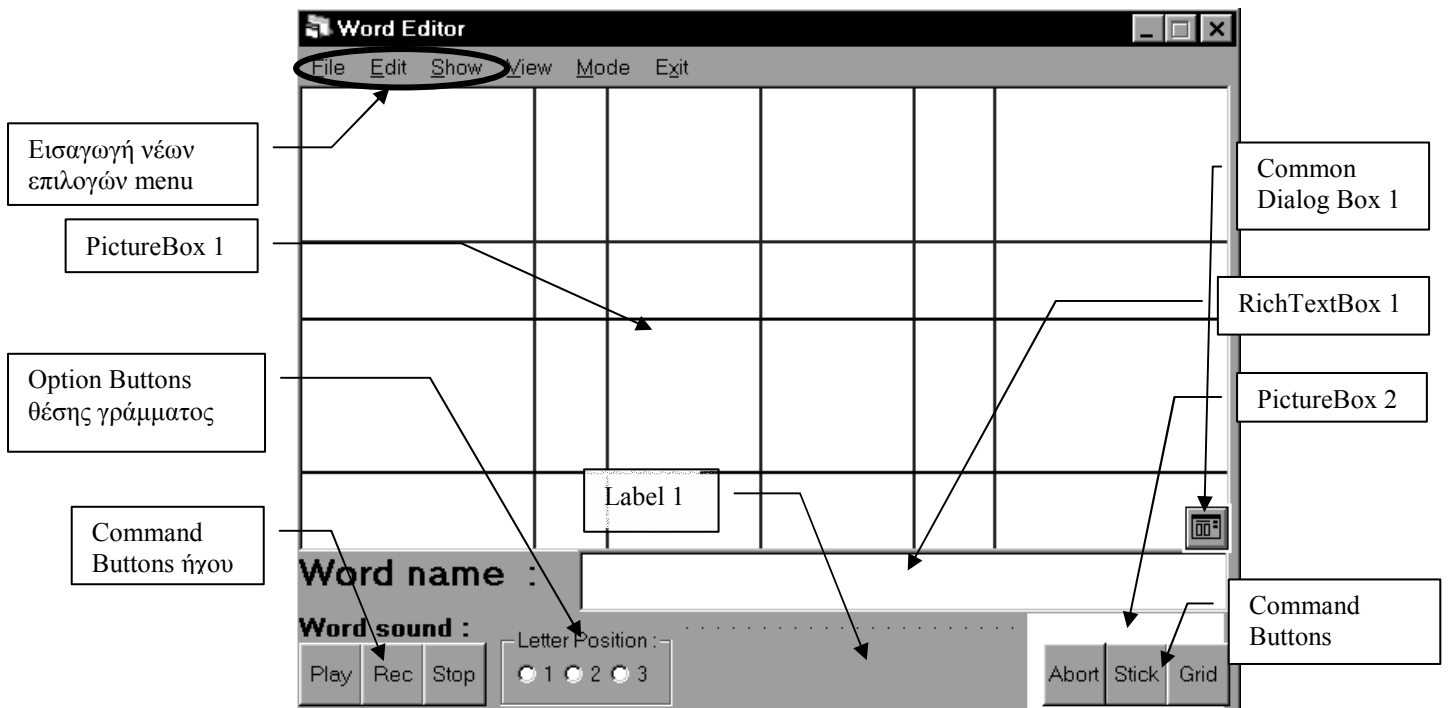 Word Editor
File Edit Show View Mode Exit
Εισαγωγή νέων
επιλογών menu
Common
Dialog Box 1
PictureBox 1
RichTextBox 1
Option Buttons
θέσης γράμματος
PictureBox 2
Label 1
Command
Buttons ήχου
Word name :
Command
Buttons
Word sound :
Letter Position :
Play Rec Stop
1 2 3
Abort Stick Grid